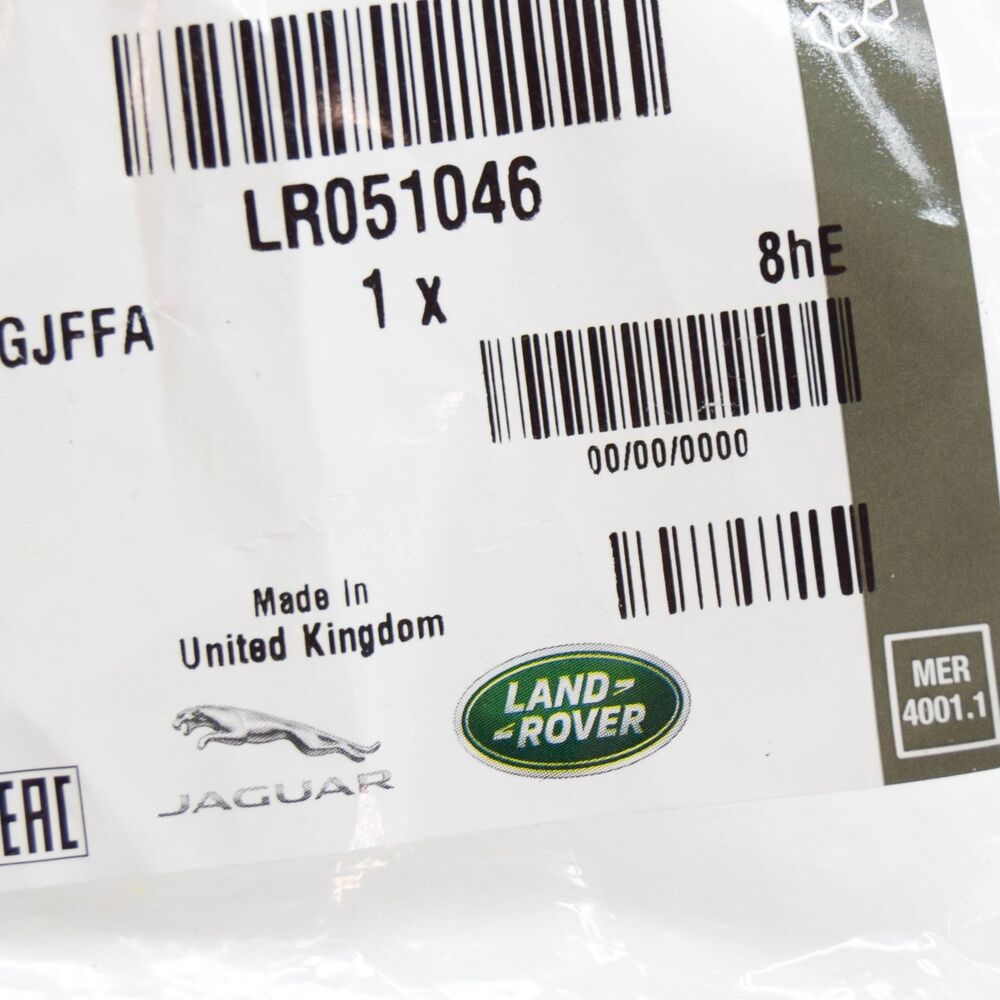 LR051046
1 x
8hE
GJFFA
00/00/0000
Made In
United Kingdom
LAND-
-ROVER
JAGUAR
MER
4001.1
EAC